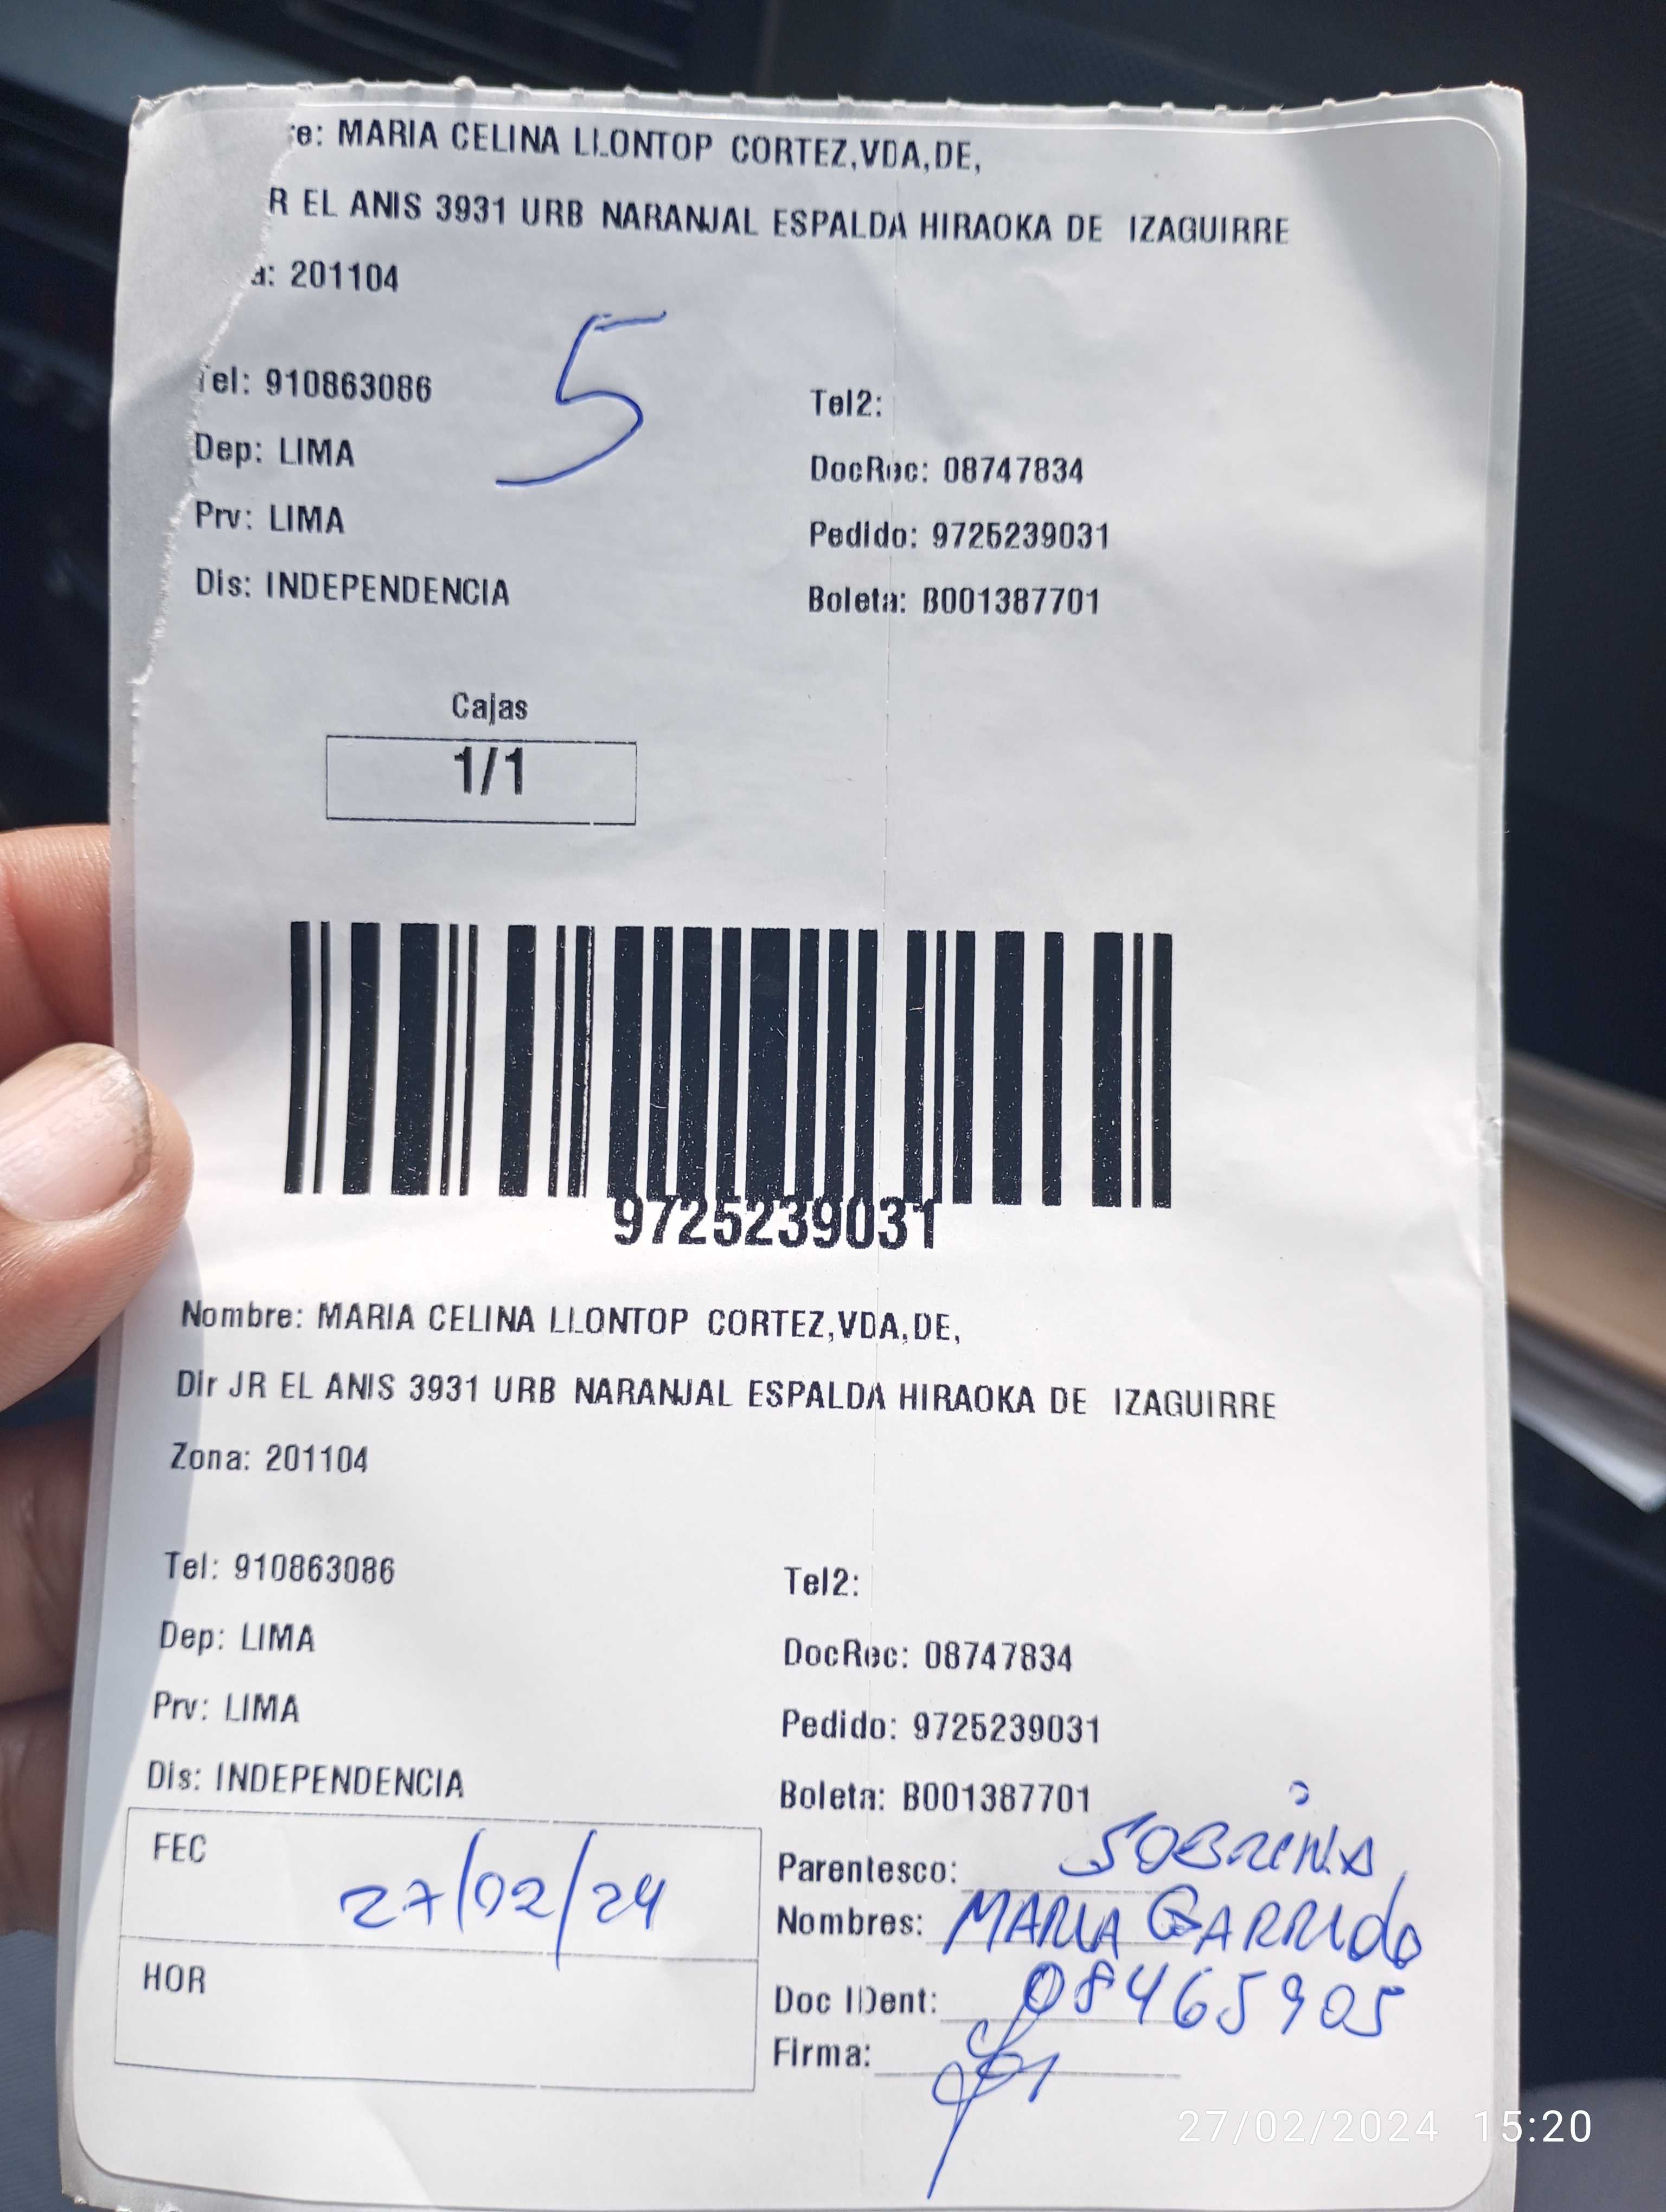 re: MARIA CELINA LLONTOP CORTEZ,VDA,DE,
R EL ANIS 3931 URB NARANJAL ESPALDA HIRAOKA DE IZAGUIRRE
a: 201104
5
Tel: 910863086 Tel2:
Dep: LIMA DocRec: 08747834
Prv: LIMA Pedido: 9725239031
Dis: INDEPENDENCIA Boleta: B001387701
Cajas
1/1
9725239031
Nombre: MARIA CELINA LLONTOP CORTEZ,VDA,DE,
Dir JR EL ANIS 3931 URB NARANJAL ESPALDA HIRAOKA DE IZAGUIRRE
Zona: 201104
Tel: 910863086 Tel2:
Dep: LIMA DocRec: 08747834
Prv: LIMA Pedido: 9725239031
Dis: INDEPENDENCIA Boleta: B001387701
FEC 27/02/24
Parentesco: SOBRINA
Nombres: MARIA GARRIdo
HOR
Doc IDent: 08465905
Firma:
27/02/2024 15:20